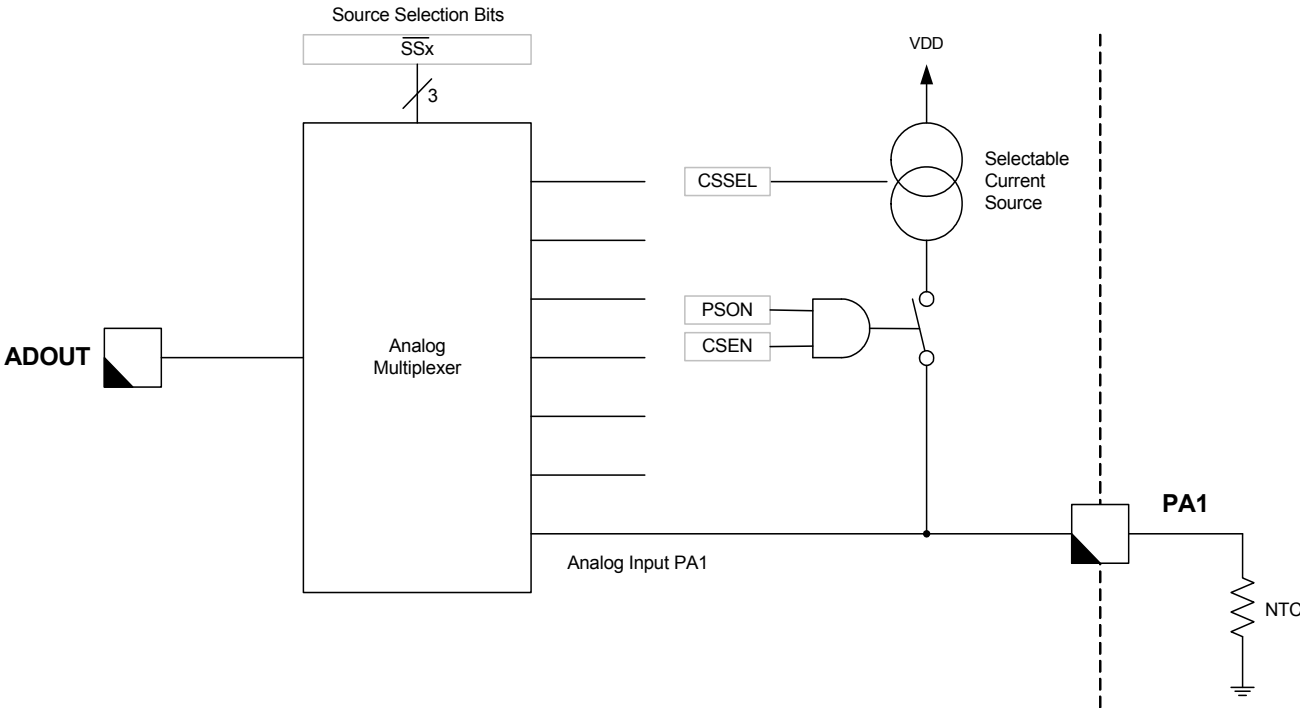 Source Selection Bits
SSx
3
VDD
Selectable
Current
Source
CSSEL
PSON
CSEN
ADOUT
Analog
Multiplexer
PA1
Analog Input PA1
NTC